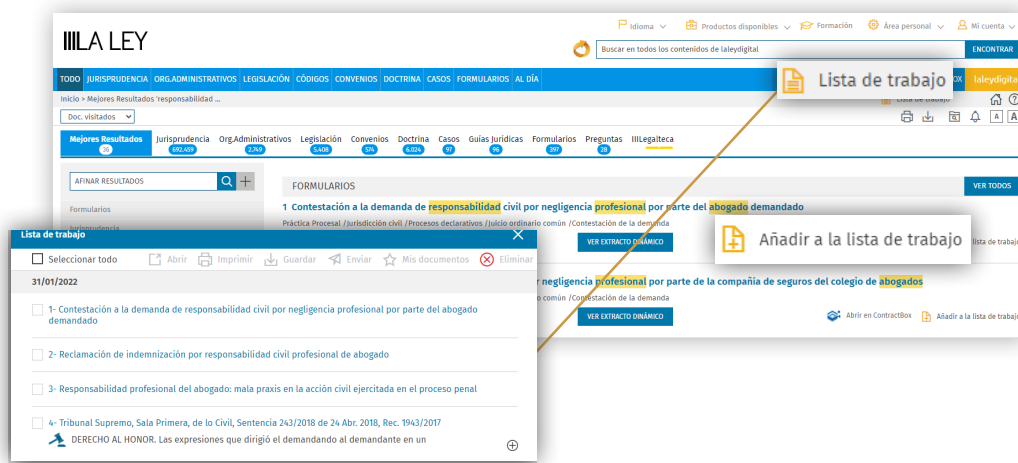 Idioma Productos disponibles Formación Área personal Mi cuenta
LA LEY
Buscar en todos los contenidos de laleydigital ENCONTRAR
TODO JURISPRUDENCIA ORG.ADMINISTRATIVOS LEGISLACIÓN CÓDIGOS CONVENIOS DOCTRINA CASOS FORMULARIOS AL DÍA
Lista de trabajo
Inicio > Mejores Resultados 'responsabilidad ...
Doc. visitados
A A
Mejores Resultados Jurisprudencia Org.Administrativos Legislación Convenios Doctrina Casos Guías Jurídicas Formularios Preguntas Legalteca
36 692.459 2.749 5.408 574 6.024 97 96 397 28
AFINAR RESULTADOS
FORMULARIOS VER TODOS
1 Contestación a la demanda de responsabilidad civil por negligencia profesional por parte del abogado demandado
Formularios
Práctica Procesal /Jurisdicción civil /Procesos declarativos /Juicio ordinario común /Contestación de la demanda
Jurisprudencia
VER EXTRACTO DINÁMICO
Añadir a la lista de trabajo
negligencia profesional por parte de la compañía de seguros del colegio de abogados
común /Contestación de la demanda
VER EXTRACTO DINÁMICO Abrir en ContractBox Añadir a la lista de trabajo
Lista de trabajo
Seleccionar todo Abrir Imprimir Guardar Enviar Mis documentos Eliminar
31/01/2022
1- Contestación a la demanda de responsabilidad civil por negligencia profesional por parte del abogado
demandado
2- Reclamación de indemnización por responsabilidad civil profesional de abogado
3- Responsabilidad profesional del abogado: mala praxis en la acción civil ejercitada en el proceso penal
4- Tribunal Supremo, Sala Primera, de lo Civil, Sentencia 243/2018 de 24 Abr. 2018, Rec. 1943/2017
DERECHO AL HONOR. Las expresiones que dirigió el demandando al demandante en un